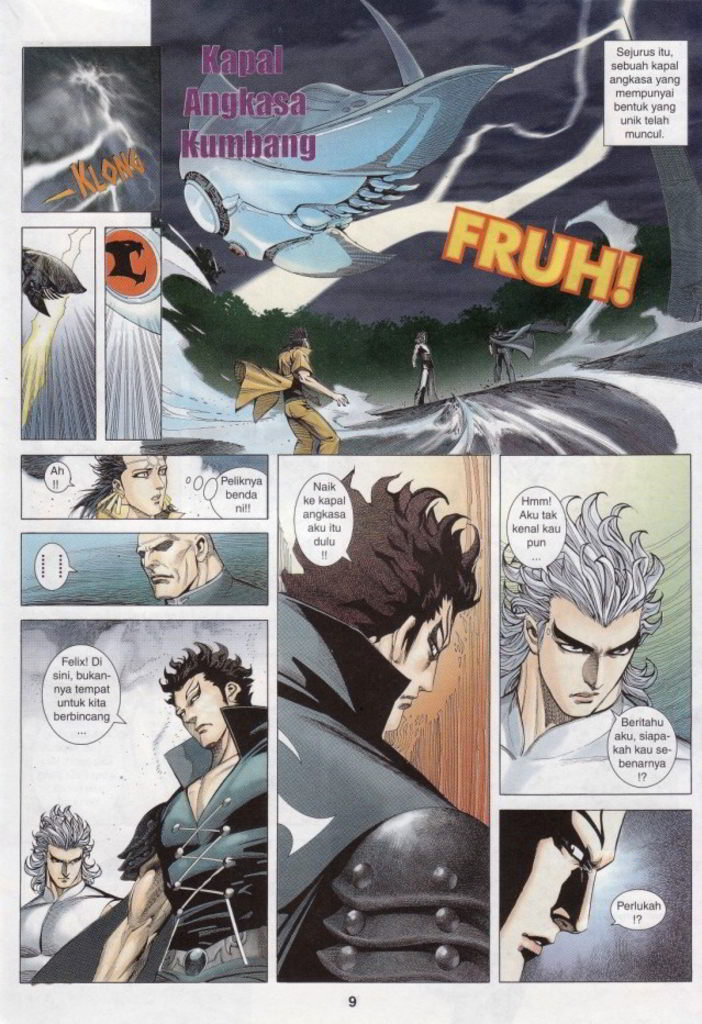 Kapal
Angkasa
Kumbang
Sejurus itu,
sebuah kapal
angkasa yang
mempunyai
bentuk yang
unik telah
muncul.
KLONG
FRUH!
Ah
!!
Peliknya
benda
ni!!
Felix! Di
sini, bukan-
nya tempat
untuk kita
berbincang
...
Naik
ke kapal
angkasa
aku itu
dulu
!!
Hmm!
Aku tak
kenal kau
pun
...
Beritahu
aku, siapa-
kah kau se-
benarnya
!?
Perlukah
!?
9